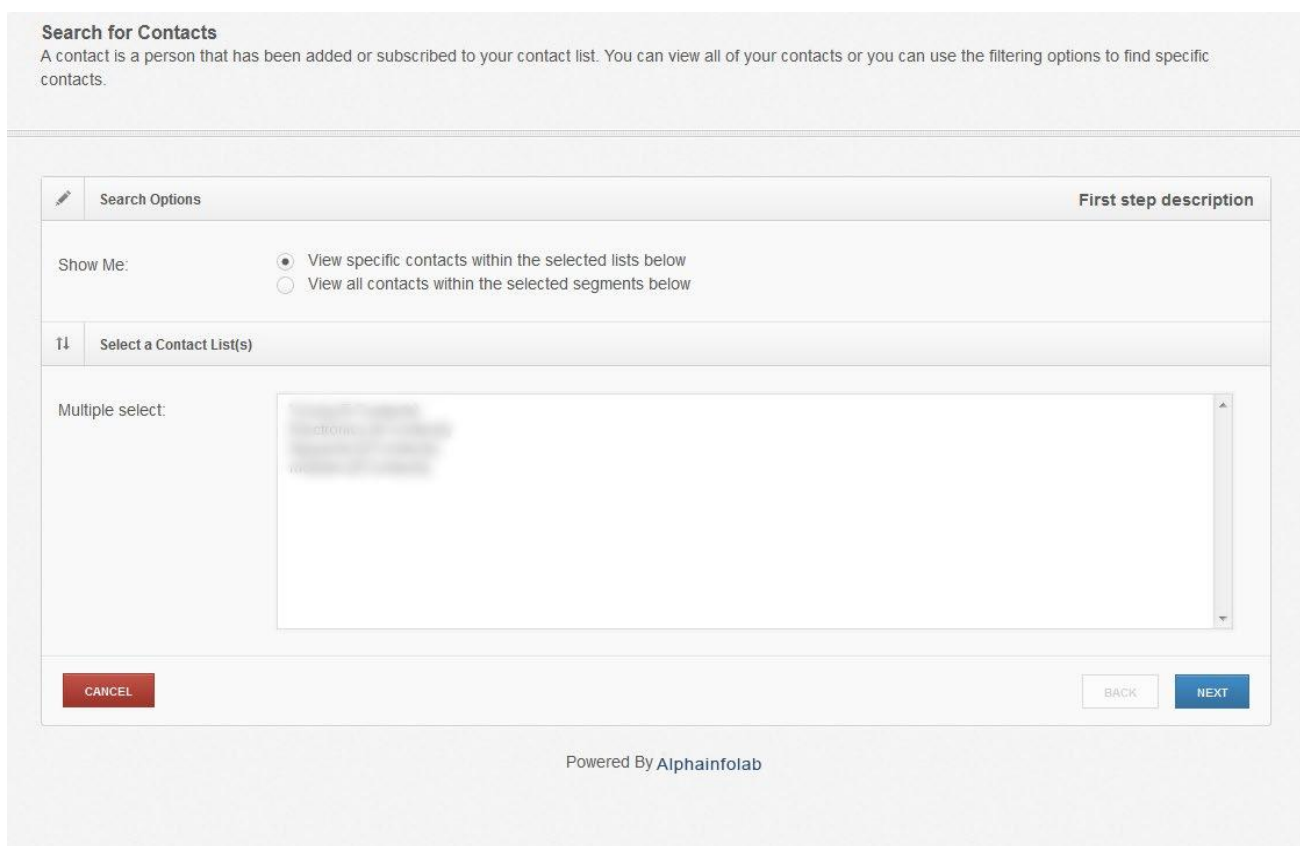 Search for Contacts
A contact is a person that has been added or subscribed to your contact list. You can view all of your contacts or you can use the filtering options to find specific
contacts.
Search Options
First step description
Show Me:
View specific contacts within the selected lists below
View all contacts within the selected segments below
Select a Contact List(s)
Multiple select:
CANCEL
BACK
NEXT
Powered By Alphainfolab